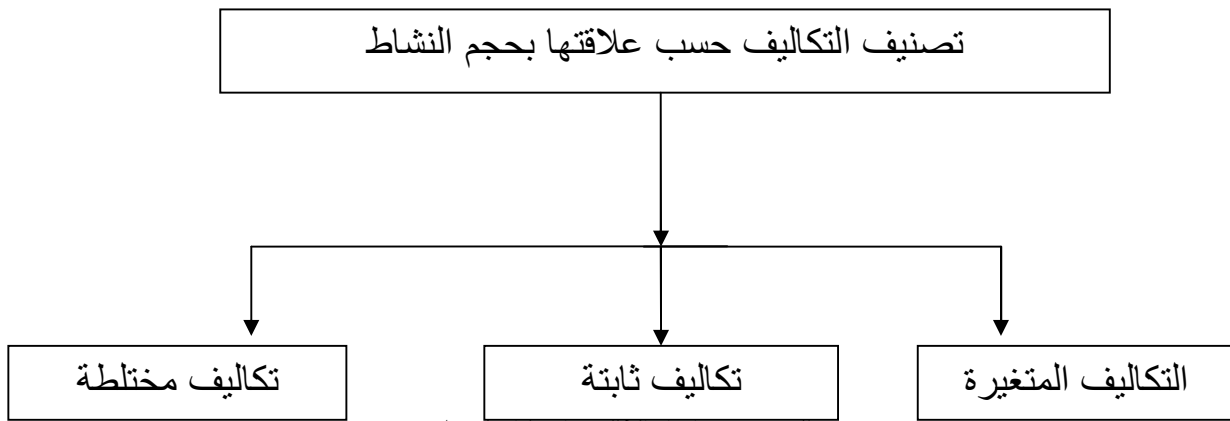 تصنيف التكاليف حسب علاقتها بحجم النشاط
التكاليف المتغيرة
تكاليف ثابتة
تكاليف مختلطة